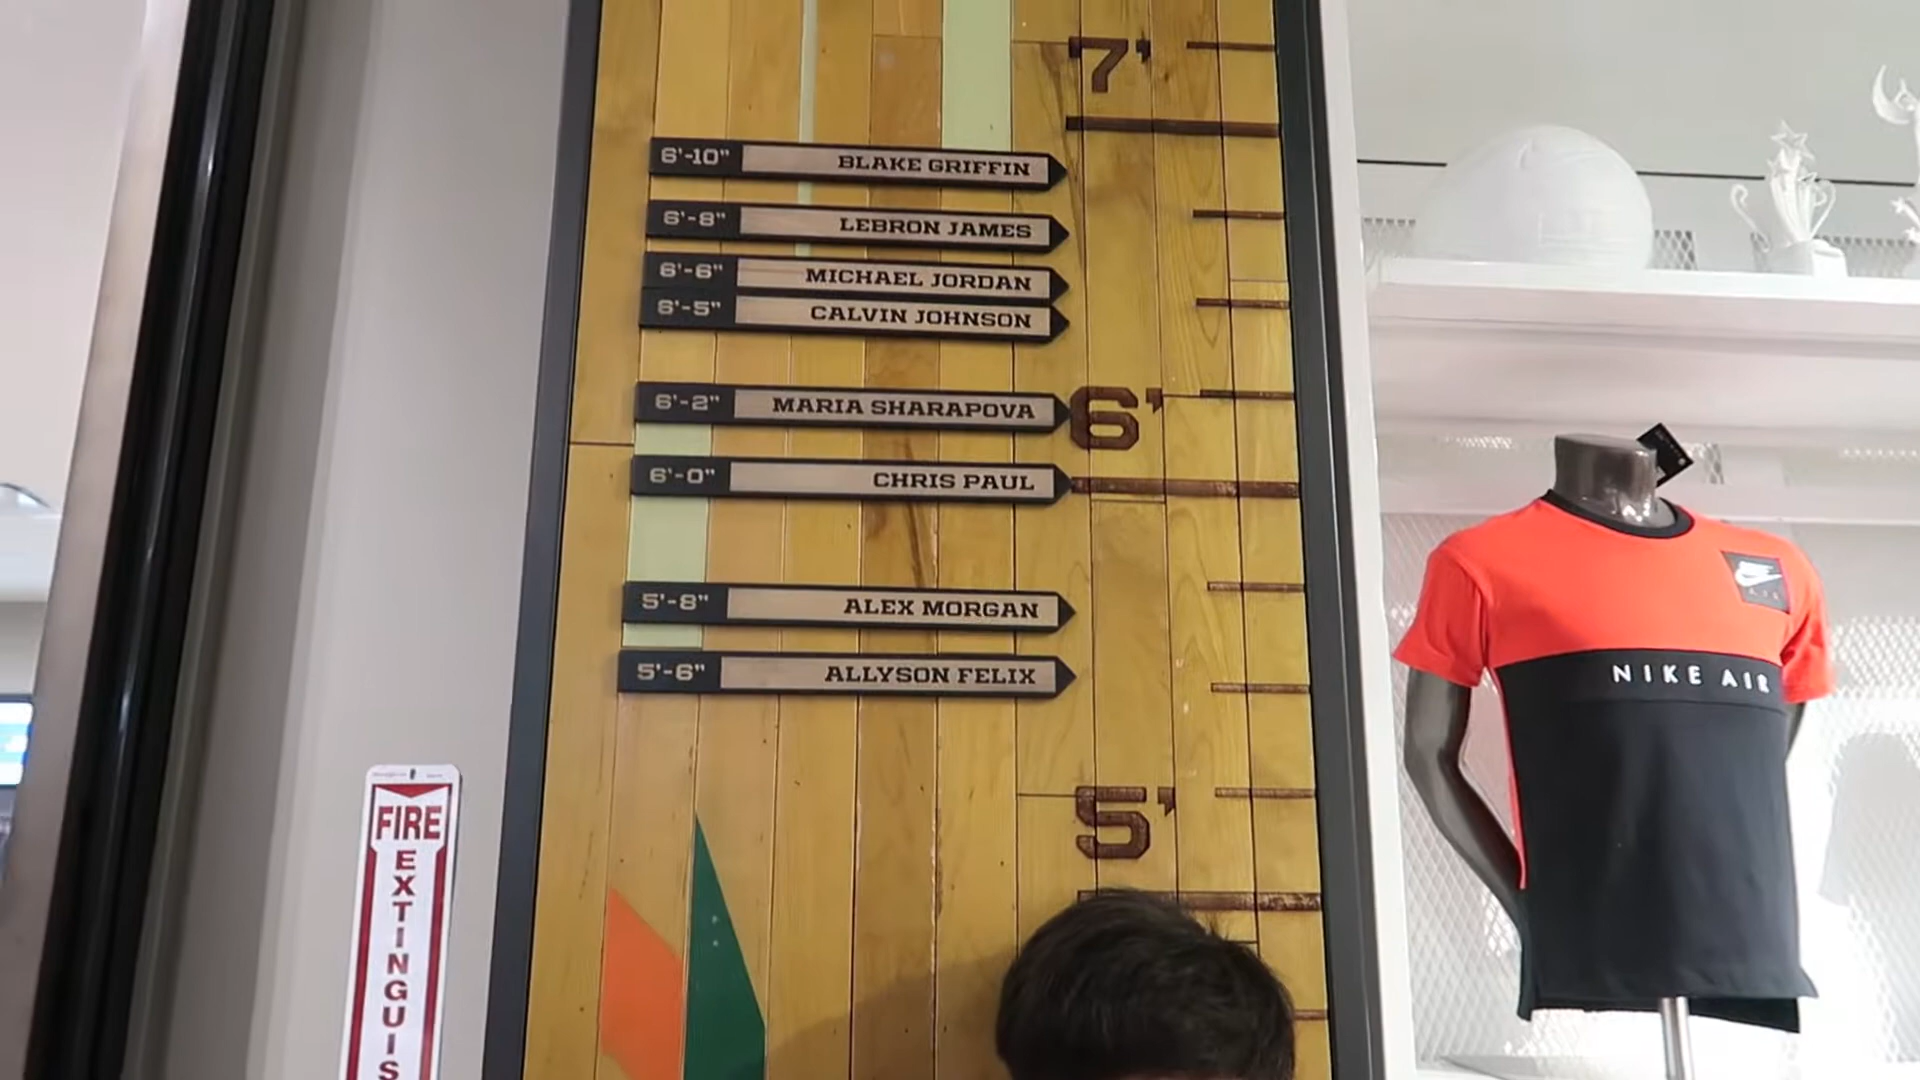 7'
6'-10" BLAKE GRIFFIN
6'-8" LEBRON JAMES
6'-6" MICHAEL JORDAN
6'-5" CALVIN JOHNSON
6'-2" MARIA SHARAPOVA
6'
6'-0" CHRIS PAUL
5'-8" ALEX MORGAN
5'-6" ALLYSON FELIX
5'
NIKE AIR
FIRE
EXTINGUIS